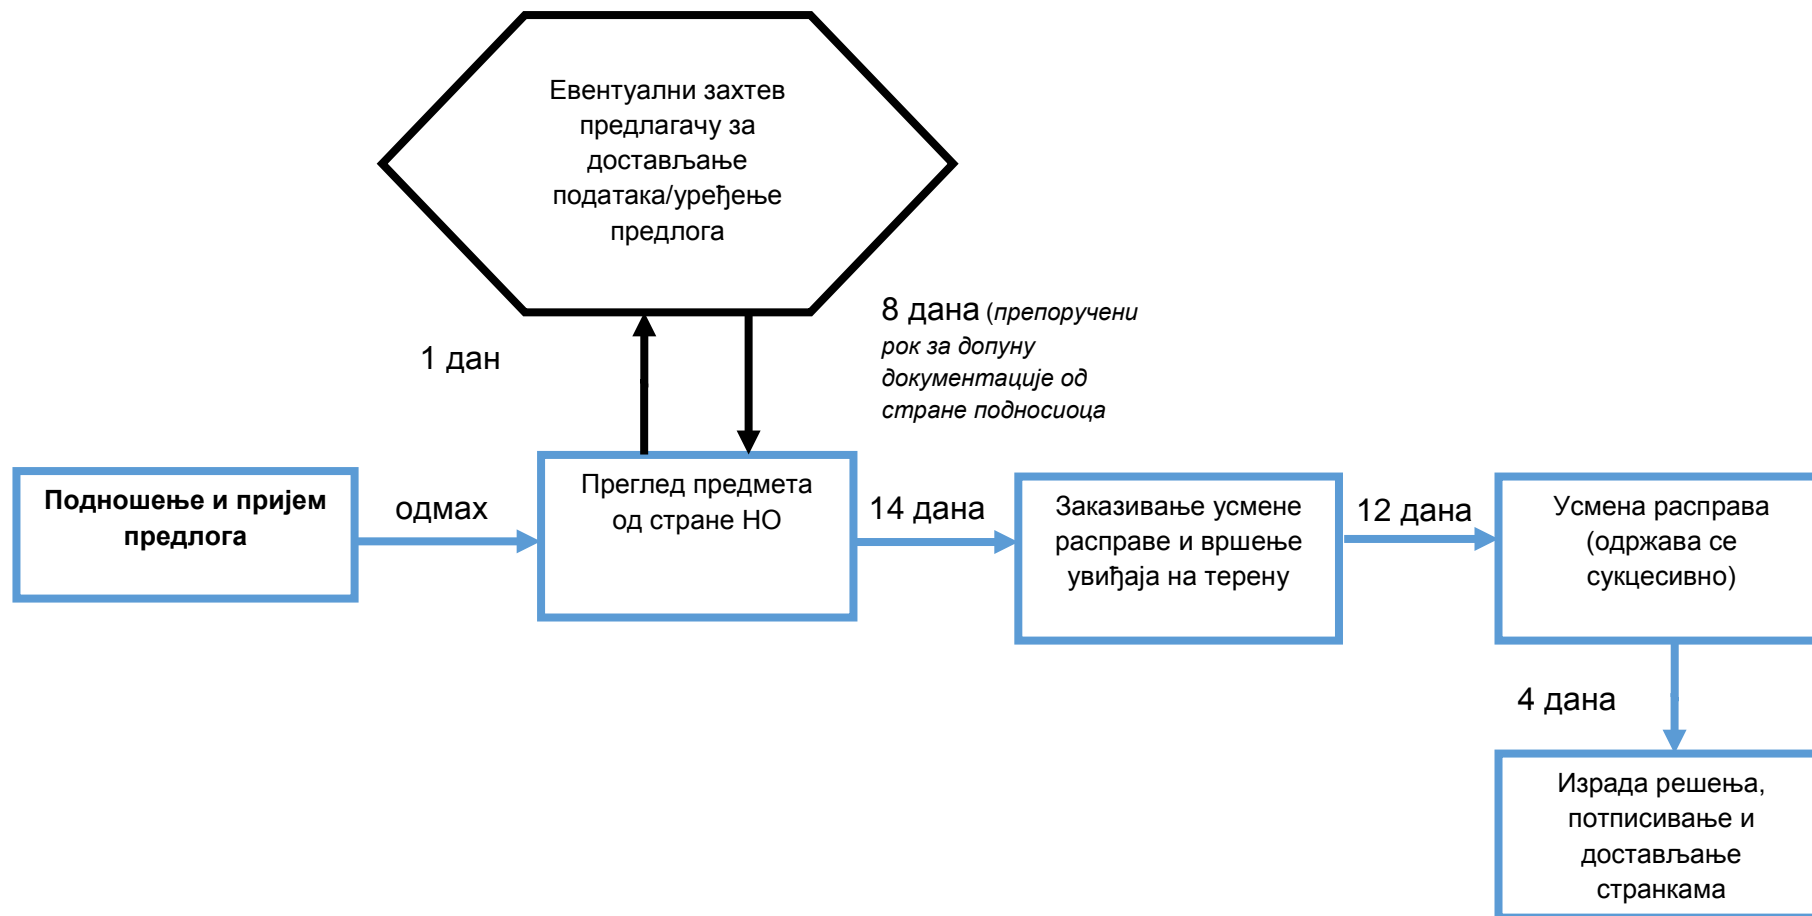 Евентуални захтев
предлагачу за
достављање
података/уређење
предлога
1 дан
8 дана (препоручени
рок за допуну
документације од
стране подносиоца
Подношење и пријем
предлога
одмах
Преглед предмета
од стране НО
14 дана
Заказивање усмене
расправе и вршење
увиђаја на терену
12 дана
Усмена расправа
(одржава се
сукцесивно)
4 дана
Израда решења,
потписивање и
достављање
странкама